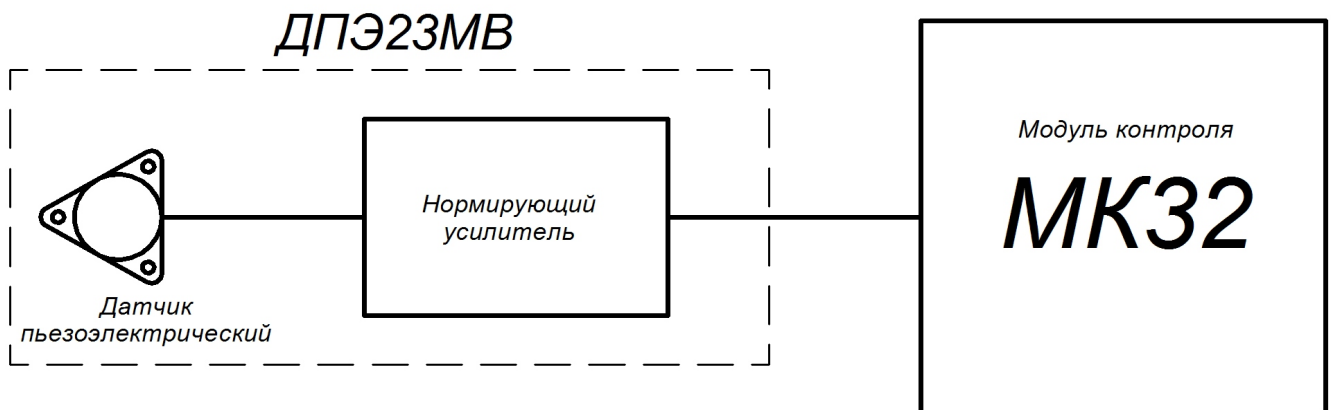 ДПЭ23МВ
Модуль контроля
МК32
Нормирующий
усилитель
Датчик
пьезоэлектрический